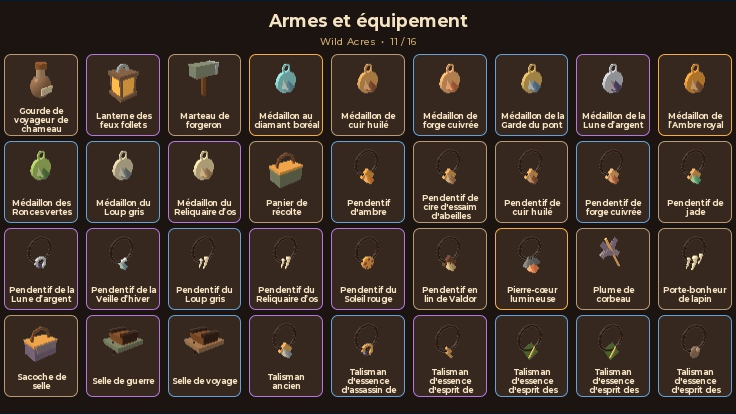 Armes et équipement
Wild Acres • 11 / 16
Gourde de
voyageur de
chameau
Lanterne des
feux follets
Marteau de
forgeron
Médaillon au
diamant boréal
Médaillon de
cuir huilé
Médaillon de
forge cuivrée
Médaillon de la
Garde du pont
Médaillon de la
Lune d'argent
Médaillon de
l'Ambre royal
Médaillon des
Roncesvertes
Médaillon du
Loup gris
Médaillon du
Reliquaire d'os
Panier de
récolte
Pendentif
d'ambre
Pendentif de
cire d'essaim
d'abeilles
Pendentif de
cuir huilé
Pendentif de
forge cuivrée
Pendentif de
jade
Pendentif de la
Lune d'argent
Pendentif de la
Veille d'hiver
Pendentif du
Loup gris
Pendentif du
Reliquaire d'os
Pendentif du
Soleil rouge
Pendentif en
lin de Valdor
Pierre-cœur
lumineuse
Plume de
corbeau
Porte-bonheur
de lapin
Sacoche de
selle
Selle de guerre
Selle de voyage
Talisman
ancien
Talisman
d'essence
d'assassin de
Talisman
d'essence
d'esprit de
Talisman
d'essence
d'esprit des
Talisman
d'essence
d'esprit des
Talisman
d'essence
d'esprit des